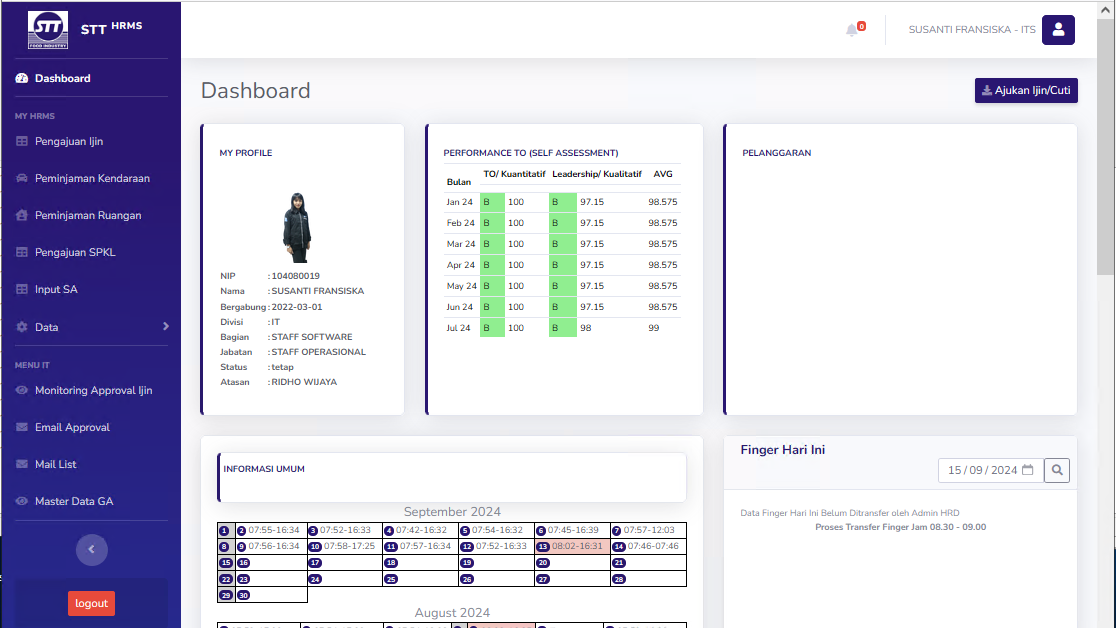 STT
FOOD INDUSTRY
STT HRMS
0
SUSANTI FRANSISKA - ITS
Dashboard
MY HRMS
Pengajuan Ijin
Peminjaman Kendaraan
Peminjaman Ruangan
Pengajuan SPKL
Input SA
Data
MENU IT
Monitoring Approval Ijin
Email Approval
Mail List
Master Data GA
logout
Dashboard
Ajukan Ijin/Cuti
MY PROFILE
NIP : 104080019
Nama : SUSANTI FRANSISKA
Bergabung : 2022-03-01
Divisi : IT
Bagian : STAFF SOFTWARE
Jabatan : STAFF OPERASIONAL
Status : tetap
Atasan : RIDHO WIJAYA
PERFORMANCE TO (SELF ASSESSMENT)
Bulan TO/ Kuantitatif Leadership/ Kualitatif AVG
Jan 24 B 100 B 97.15 98.575
Feb 24 B 100 B 97.15 98.575
Mar 24 B 100 B 97.15 98.575
Apr 24 B 100 B 97.15 98.575
May 24 B 100 B 97.15 98.575
Jun 24 B 100 B 97.15 98.575
Jul 24 B 100 B 98 99
PELANGGARAN
INFORMASI UMUM
September 2024
1 2 07:55-16:34 3 07:52-16:33 4 07:42-16:32 5 07:54-16:32 6 07:45-16:39 7 07:57-12:03
8 9 07:56-16:34 10 07:58-17:25 11 07:57-16:34 12 07:52-16:33 13 08:02-16:31 14 07:46-07:46
15 16 17 18 19 20 21
22 23 24 25 26 27 28
29 30
August 2024
Finger Hari Ini
15/09/2024
Data Finger Hari Ini Belum Ditransfer oleh Admin HRD
Proses Transfer Finger Jam 08.30 - 09.00